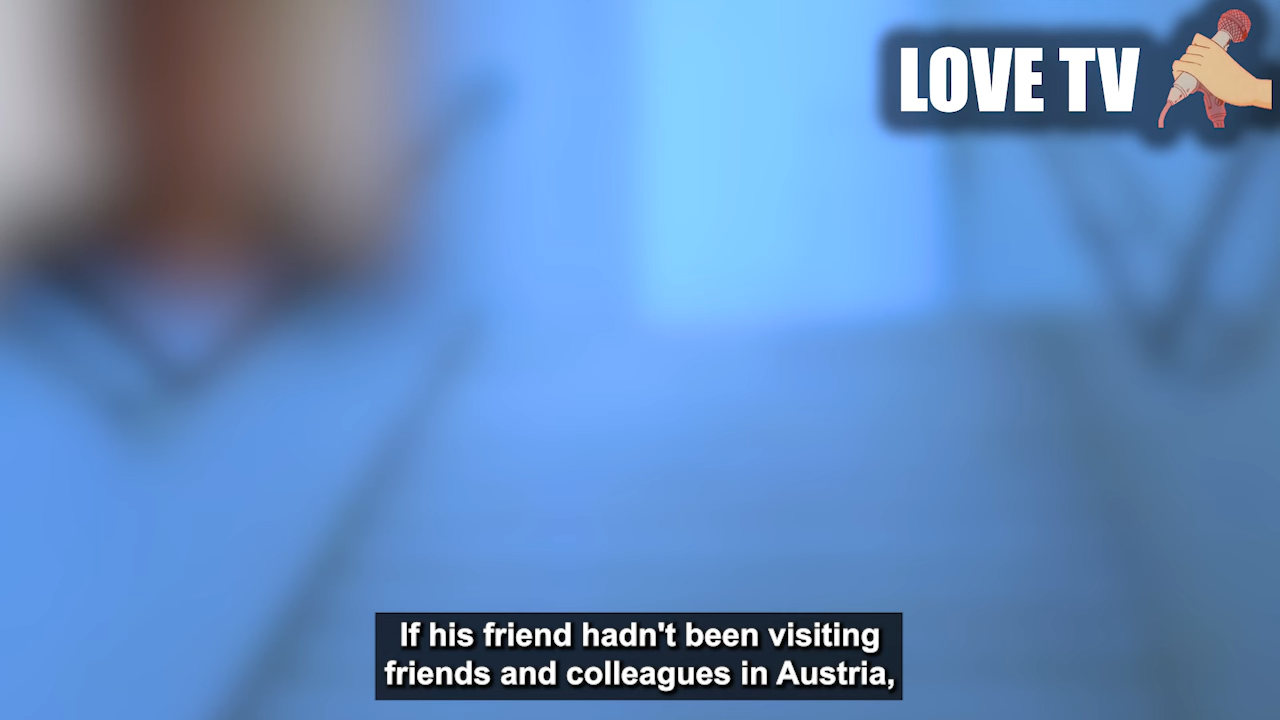 LOVE TV
If his friend hadn't been visiting
friends and colleagues in Austria,